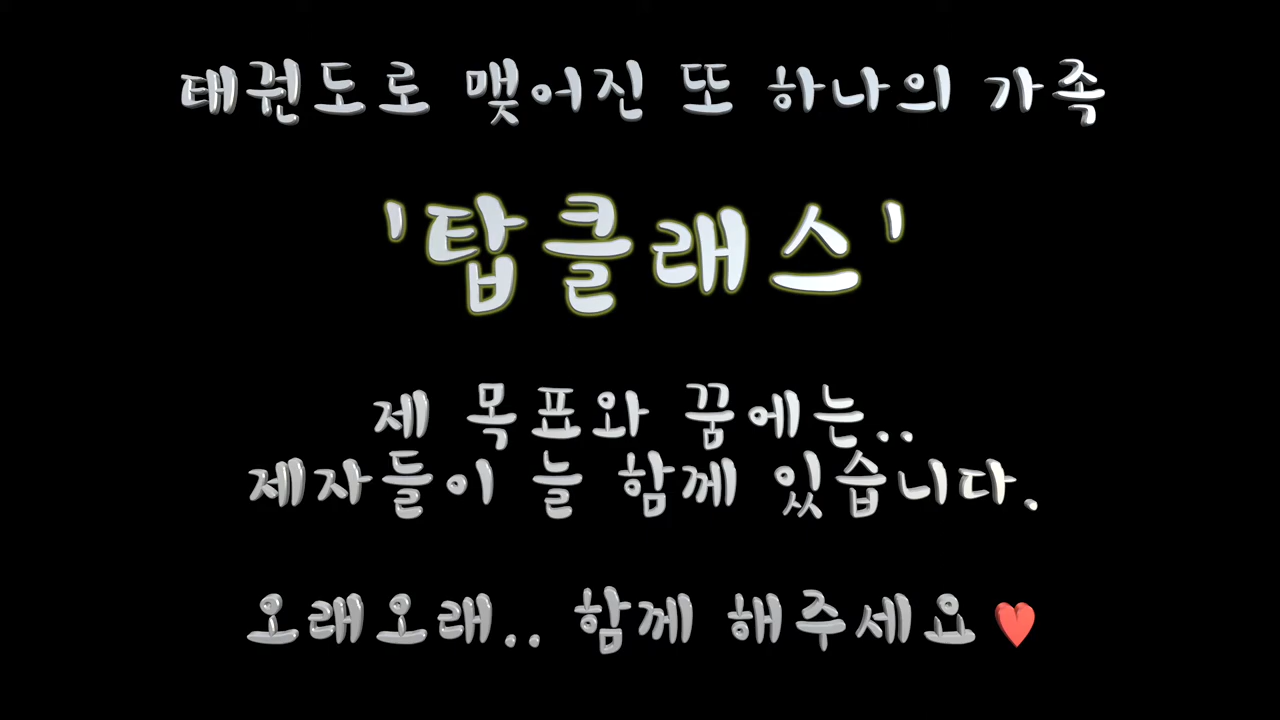 태권도로 맺어진 또 하나의 가족
'탑클래스'
제 목표와 꿈에는..
제자들이 늘 함께 있습니다.
오래오래.. 함께 해주세요♥